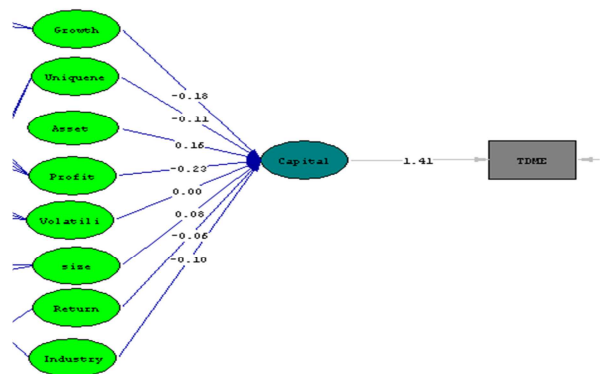 Growth
-0.18
Uniquene
-0.11
Asset
0.16
Capital
1.41
TDME
Profit
-0.23
0.00
Volatili
0.08
-0.06
size
-0.10
Return
Industry